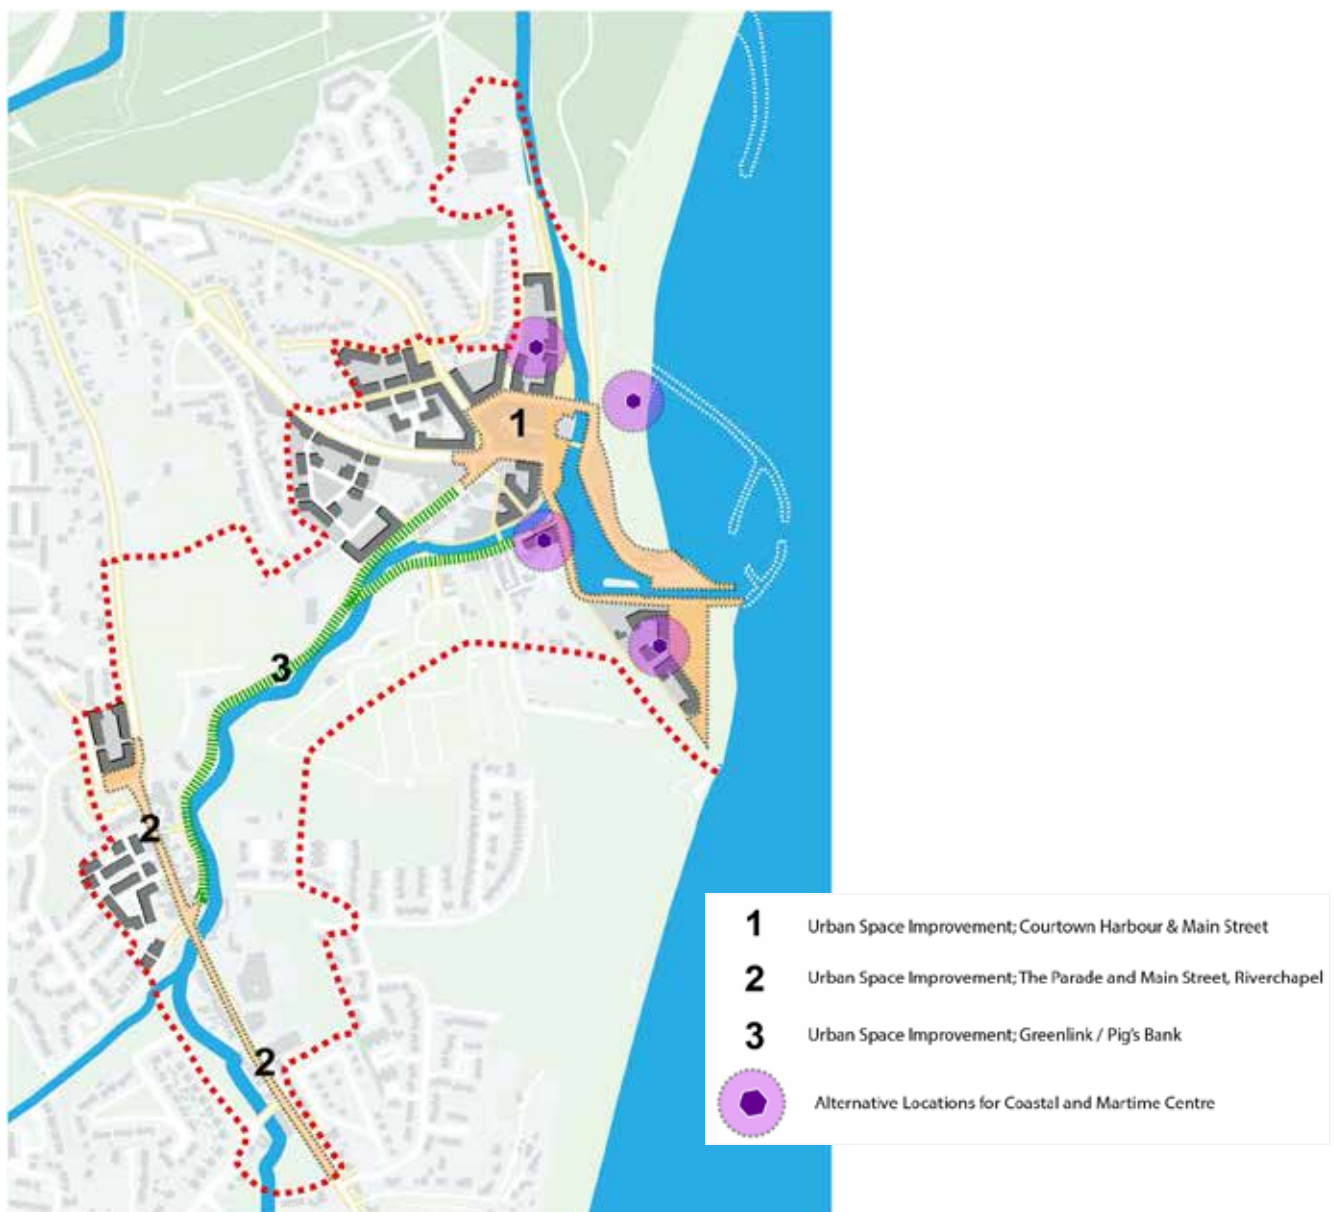 1
3
2
2
1 Urban Space Improvement; Courtown Harbour & Main Street
2 Urban Space Improvement; The Parade and Main Street, Riverchapel
3 Urban Space Improvement; Greenlink / Pig's Bank
Alternative Locations for Coastal and Martime Centre